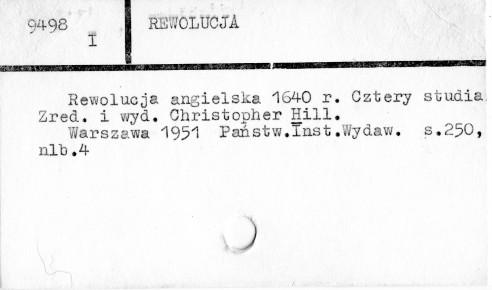 9498
I
REWOLUCJA
Rewolucja angielska 1640 r. Cztery studia.
Zred. i wyd. Christopher Hill.
Warszawa 1951 Państw.Inst.Wydaw. s.250,
nlb.4